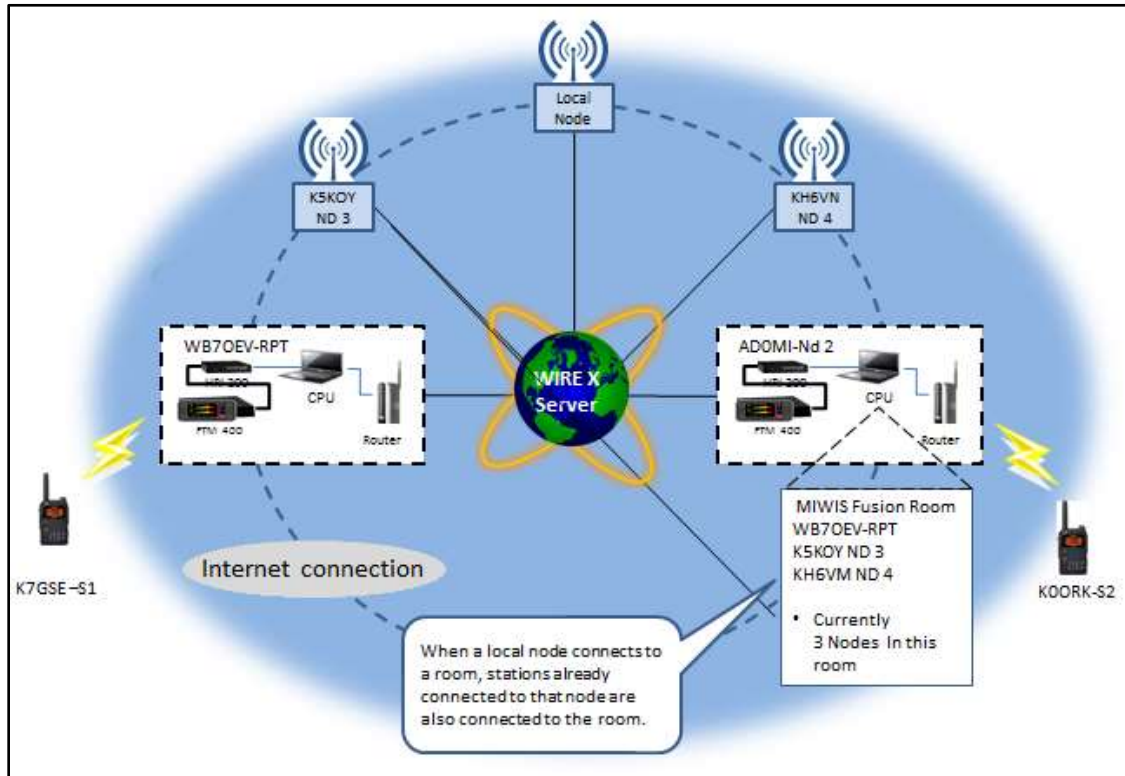 Local
Node
K5KOY
ND 3
KH6VN
ND 4
WB7OEV-RPT
CPU
FTM 400
Router
WIRE X
Server
AD0MI-Nd 2
CPU
FTM 400
Router
K7GSE –S1
Internet connection
MIWIS Fusion Room
WB7OEV-RPT
K5KOY ND 3
KH6VM ND 4
• Currently
3 Nodes In this
room
K0ORK-S2
When a local node connects to
a room, stations already
connected to that node are
also connected to the room.